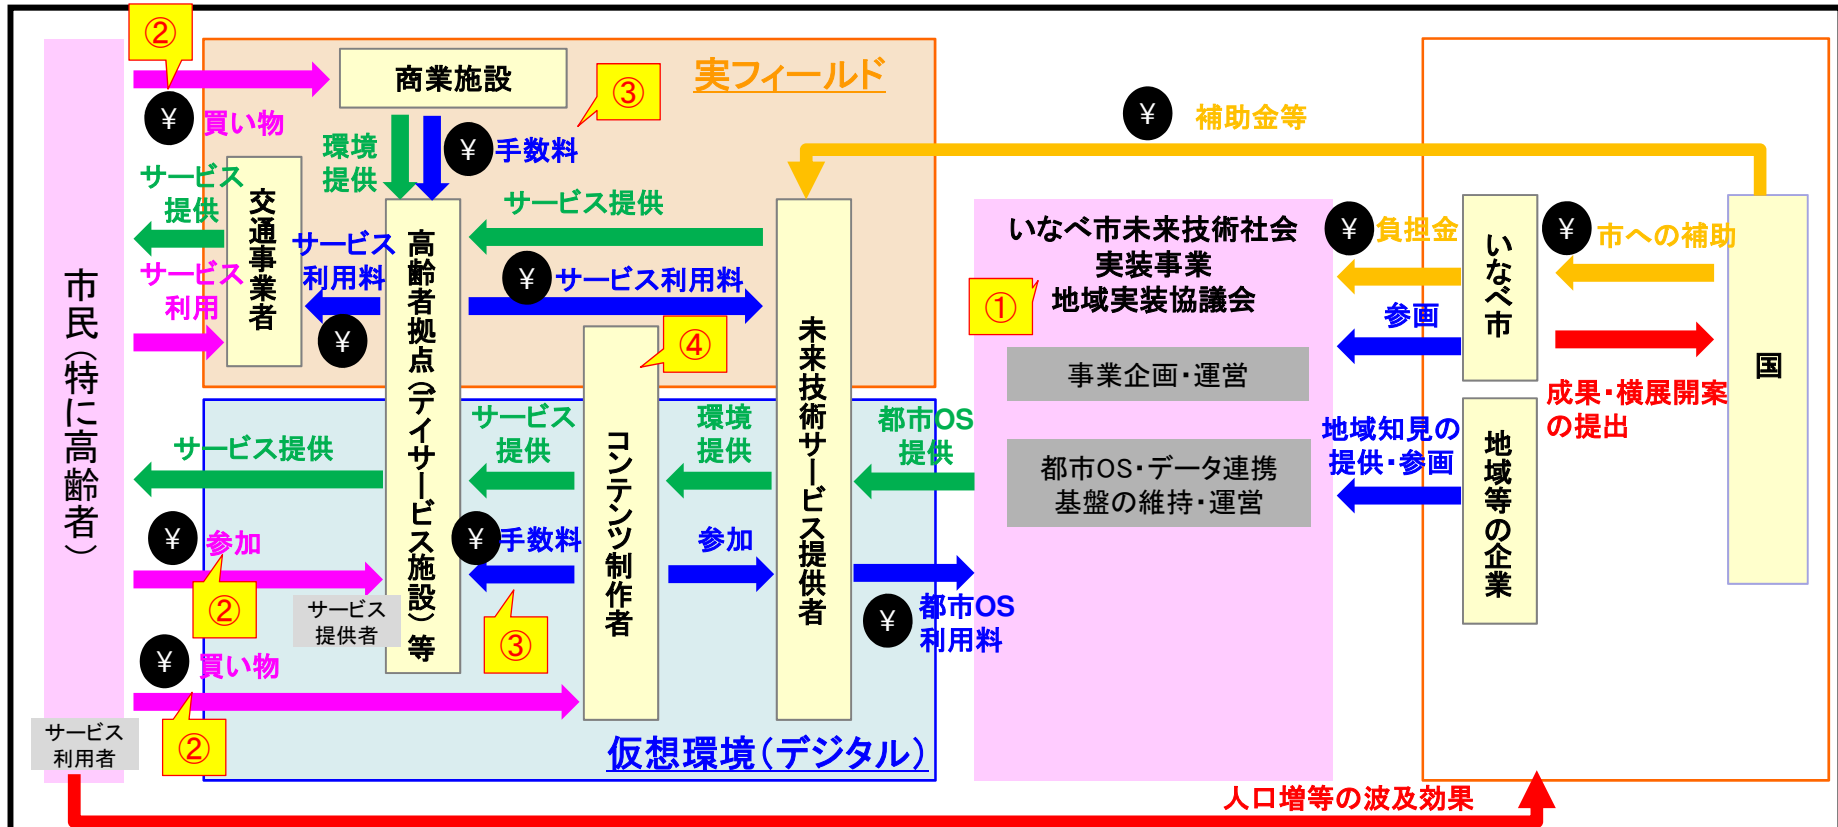 ②
商業施設
実フィールド
③
¥
買い物
環境
提供
¥
手数料
¥
補助金等
サービス
提供
交通事業者
サービス
利用
サービス
利用料
¥
高齢者拠点(デイサービス施設)等
サービス提供
¥
サービス利用料
未来技術サービス提供者
市民(特に高齢者)
④
コンテンツ制作者
いなべ市未来技術社会
実装事業
地域実装協議会
①
事業企画・運営
都市OS・データ連携
基盤の維持・運営
¥
負担金
参画
いなべ市
¥
市への補助
国
成果・横展開案
の提出
地域知見の
提供・参画
地域等の企業
サービス提供
サービス
提供
環境
提供
都市OS
提供
¥
参加
②
サービス
提供者
¥
手数料
③
参加
¥
都市OS
利用料
¥
買い物
②
サービス
利用者
仮想環境(デジタル)
人口増等の波及効果